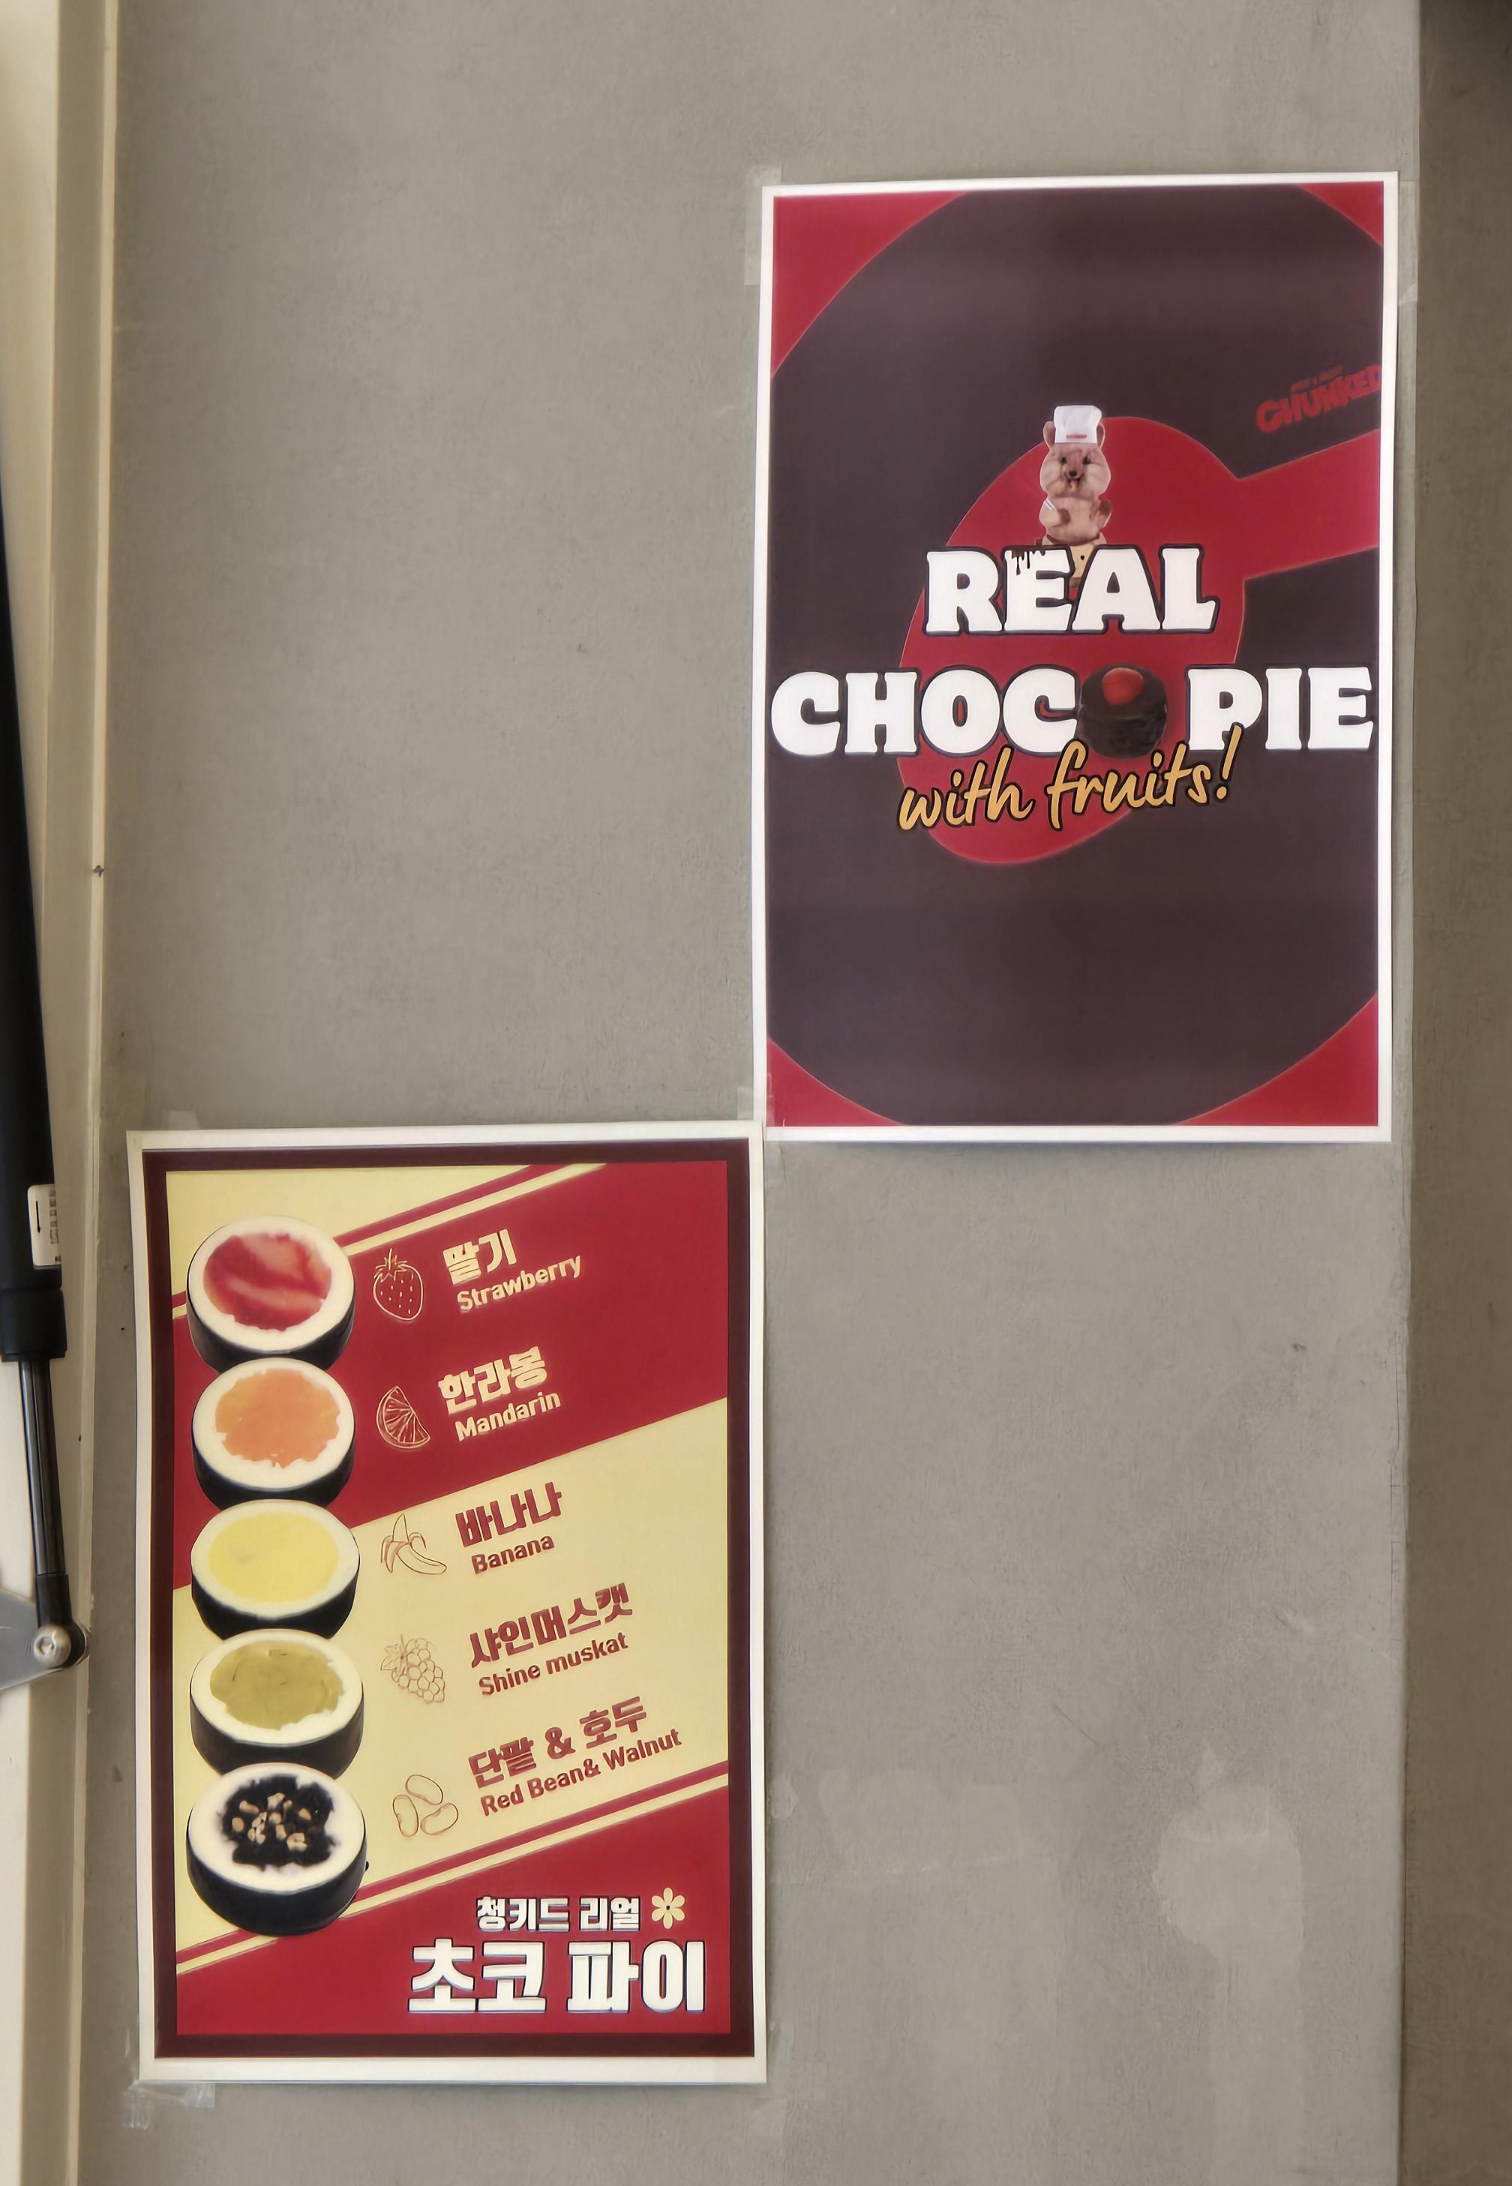 CHUNKED
REAL
CHOCO PIE
with fruits!
딸기
Strawberry
한라봉
Mandarin
바나나
Banana
샤인머스캣
Shine muskat
단팥 & 호두
Red Bean& Walnut
청키드 리얼
초코 파이